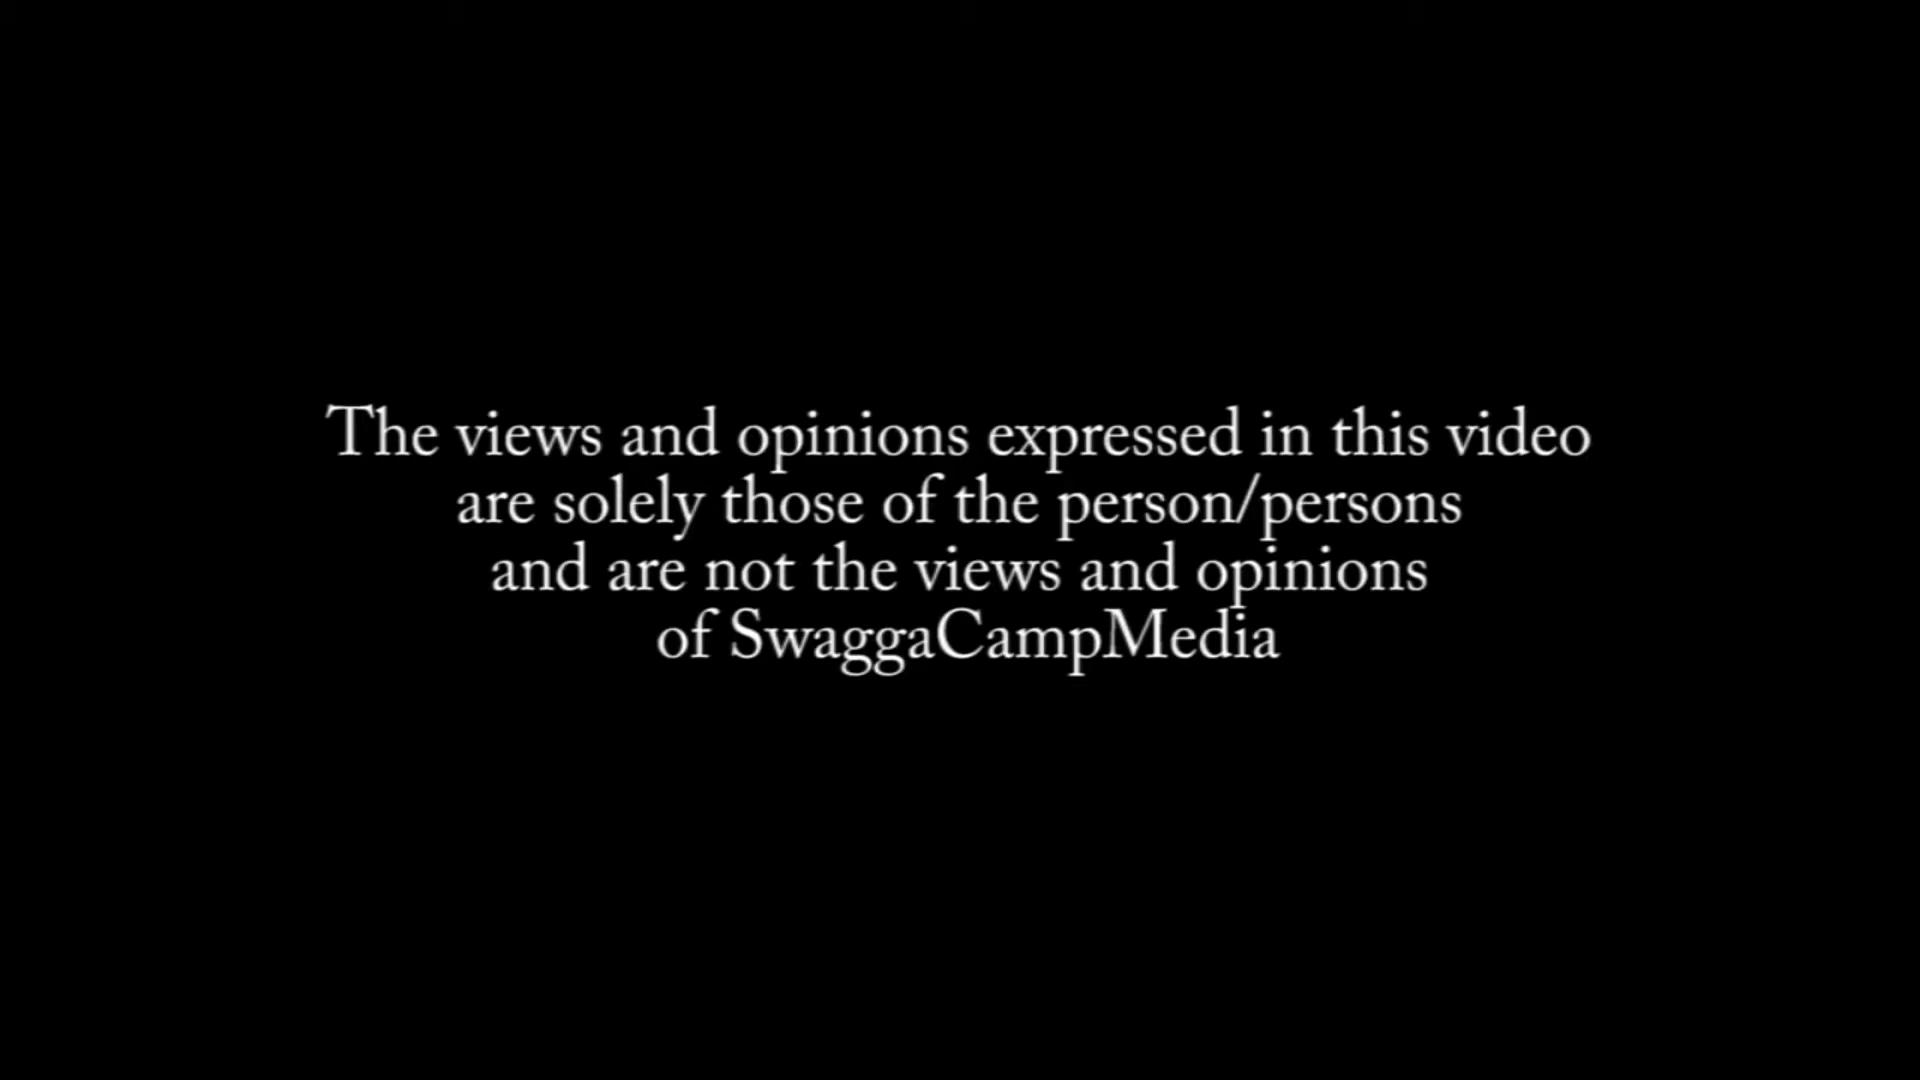 The views and opinions expressed in this video
are solely those of the person/persons
and are not the views and opinions
of SwaggaCampMedia